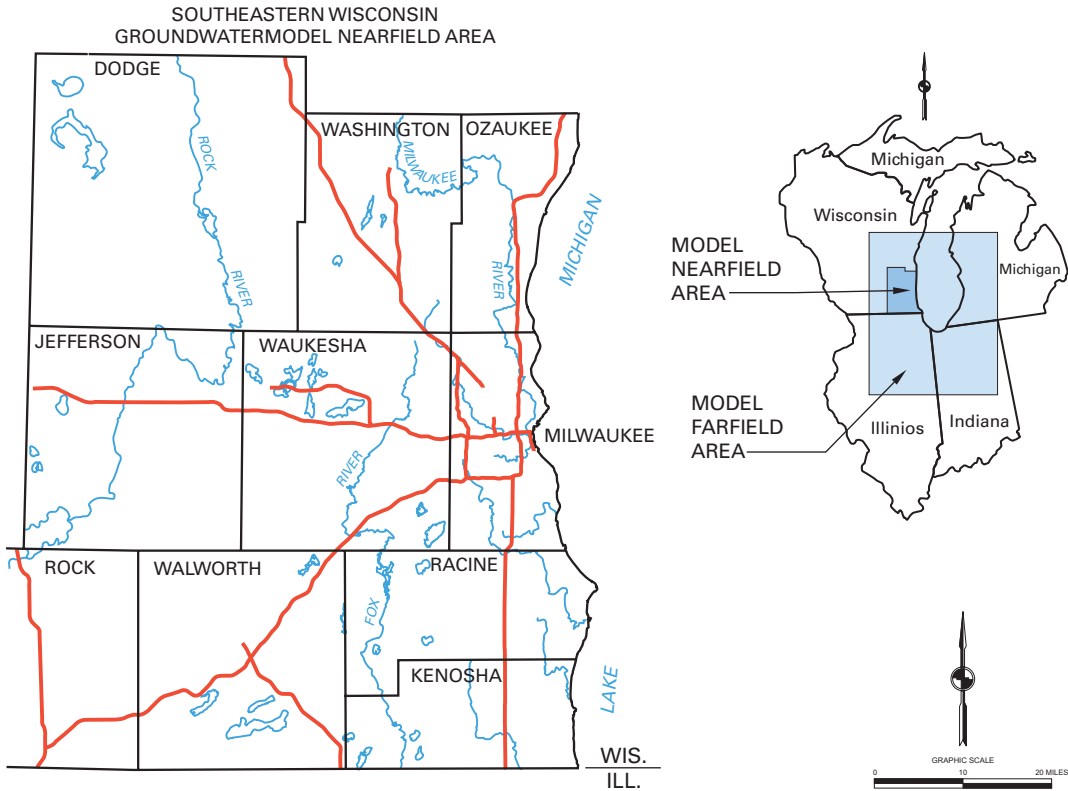 SOUTHEASTERN WISCONSIN
GROUNDWATERMODEL NEARFIELD AREA
DODGE
WASHINGTON
OZAUKEE
ROCK
RIVER
MILWAUKEE
RIVER
MICHIGAN
JEFFERSON
WAUKESHA
MILWAUKEE
RIVER
ROCK
WALWORTH
RACINE
FOX
KENOSHA
LAKE
WIS.
ILL.
Michigan
Wisconsin
Michigan
MODEL
NEARFIELD
AREA
MODEL
FARFIELD
AREA
Illinios
Indiana
GRAPHIC SCALE
0
10
20 MILES